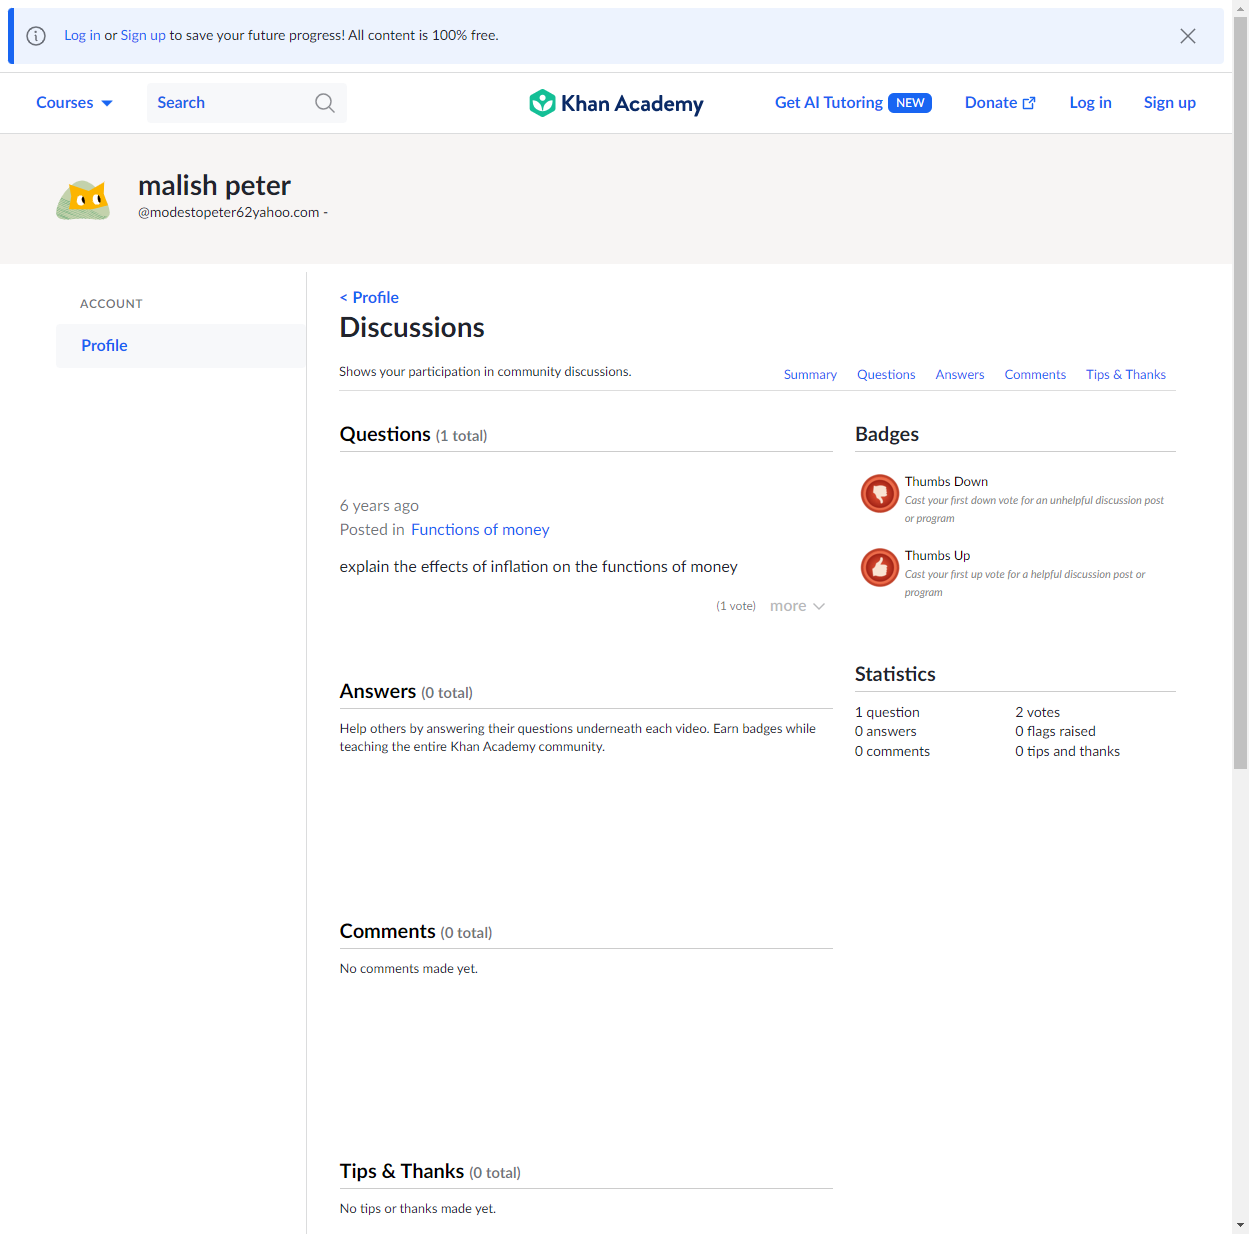 Log in or Sign up to save your future progress! All content is 100% free.
Courses
Search
Khan Academy
Get AI Tutoring NEW
Donate
Log in
Sign up
malish peter
@modestopeter62yahoo.com -
ACCOUNT
Profile
< Profile
Discussions
Shows your participation in community discussions.
Summary
Questions
Answers
Comments
Tips & Thanks
Questions (1 total)
6 years ago
Posted in Functions of money
explain the effects of inflation on the functions of money
(1 vote)
more
Answers (0 total)
Help others by answering their questions underneath each video. Earn badges while
teaching the entire Khan Academy community.
Comments (0 total)
No comments made yet.
Tips & Thanks (0 total)
No tips or thanks made yet.
Badges
Thumbs Down
Cast your first down vote for an unhelpful discussion post
or program
Thumbs Up
Cast your first up vote for a helpful discussion post or
program
Statistics
1 question
2 votes
0 answers
0 flags raised
0 comments
0 tips and thanks